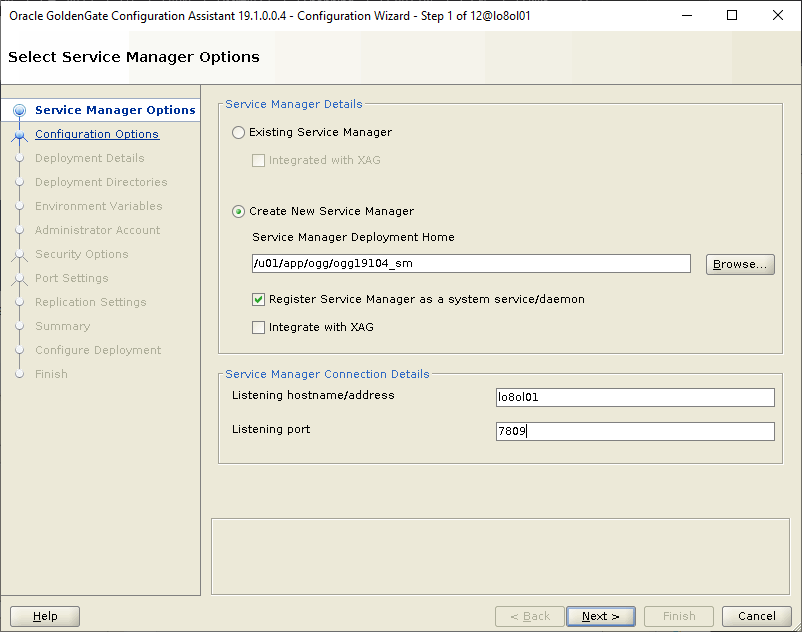 Oracle GoldenGate Configuration Assistant 19.1.0.0.4 - Configuration Wizard - Step 1 of 12@lo8ol01
Select Service Manager Options
Service Manager Options
Configuration Options
Deployment Details
Deployment Directories
Environment Variables
Administrator Account
Security Options
Port Settings
Replication Settings
Summary
Configure Deployment
Finish
Service Manager Details
Existing Service Manager
Integrated with XAG
Create New Service Manager
Service Manager Deployment Home
/u01/app/ogg/ogg19104_sm
Browse...
Register Service Manager as a system service/daemon
Integrate with XAG
Service Manager Connection Details
Listening hostname/address
lo8ol01
Listening port
7809
Help
< Back
Next >
Finish
Cancel